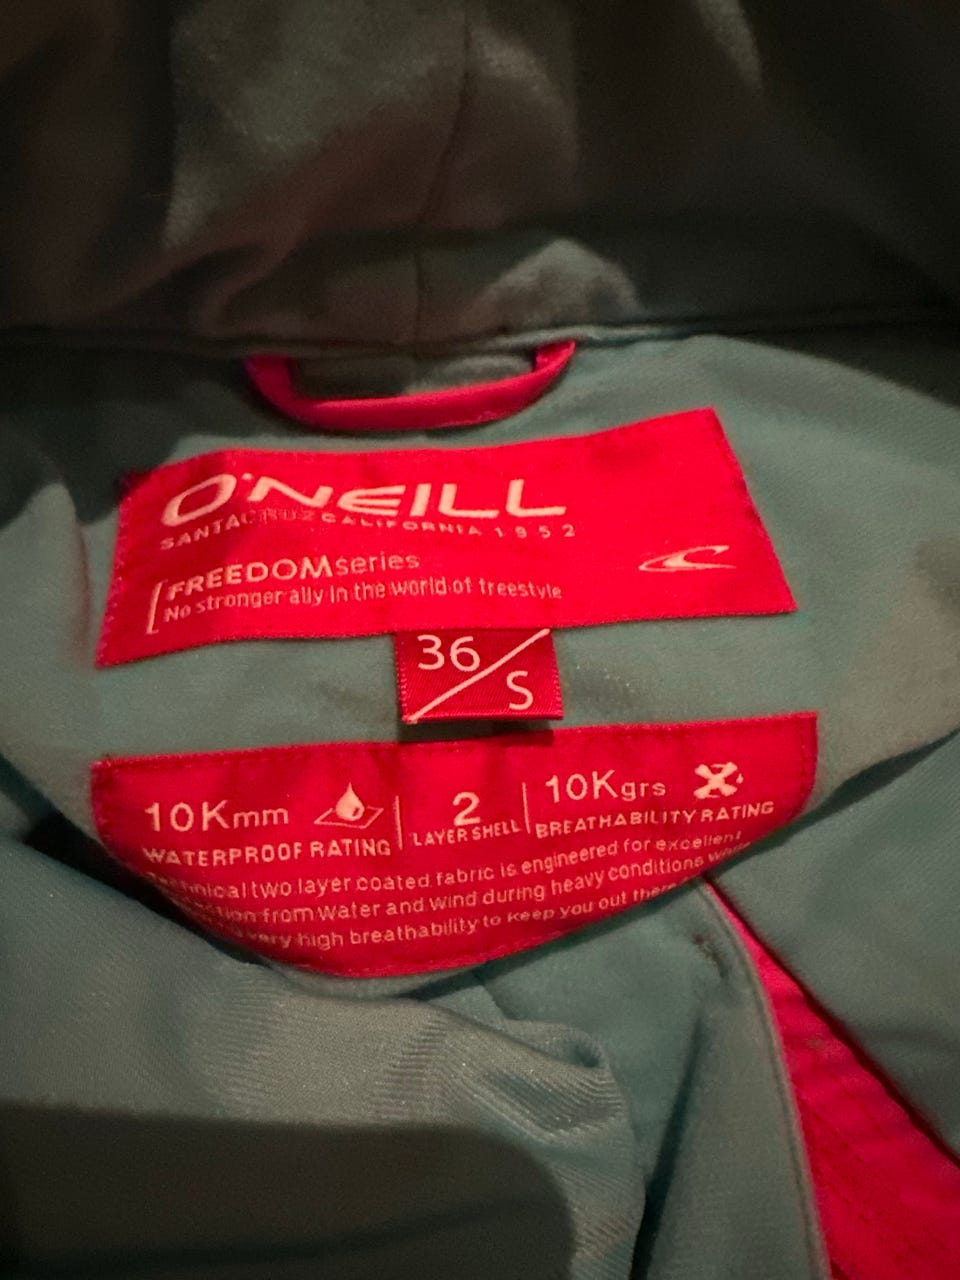 O'NEILL
SANTA CRUZ CALIFORNIA 1952
FREEDOMseries
No stronger ally in the world of freestyle
36/S
10Kmm
WATERPROOF RATING
2
LAYER SHELL
10Kgrs
BREATHABILITY RATING
two layer coated fabric is engineered for excellent
from water and wind during heavy conditions
very high breathability to keep you out